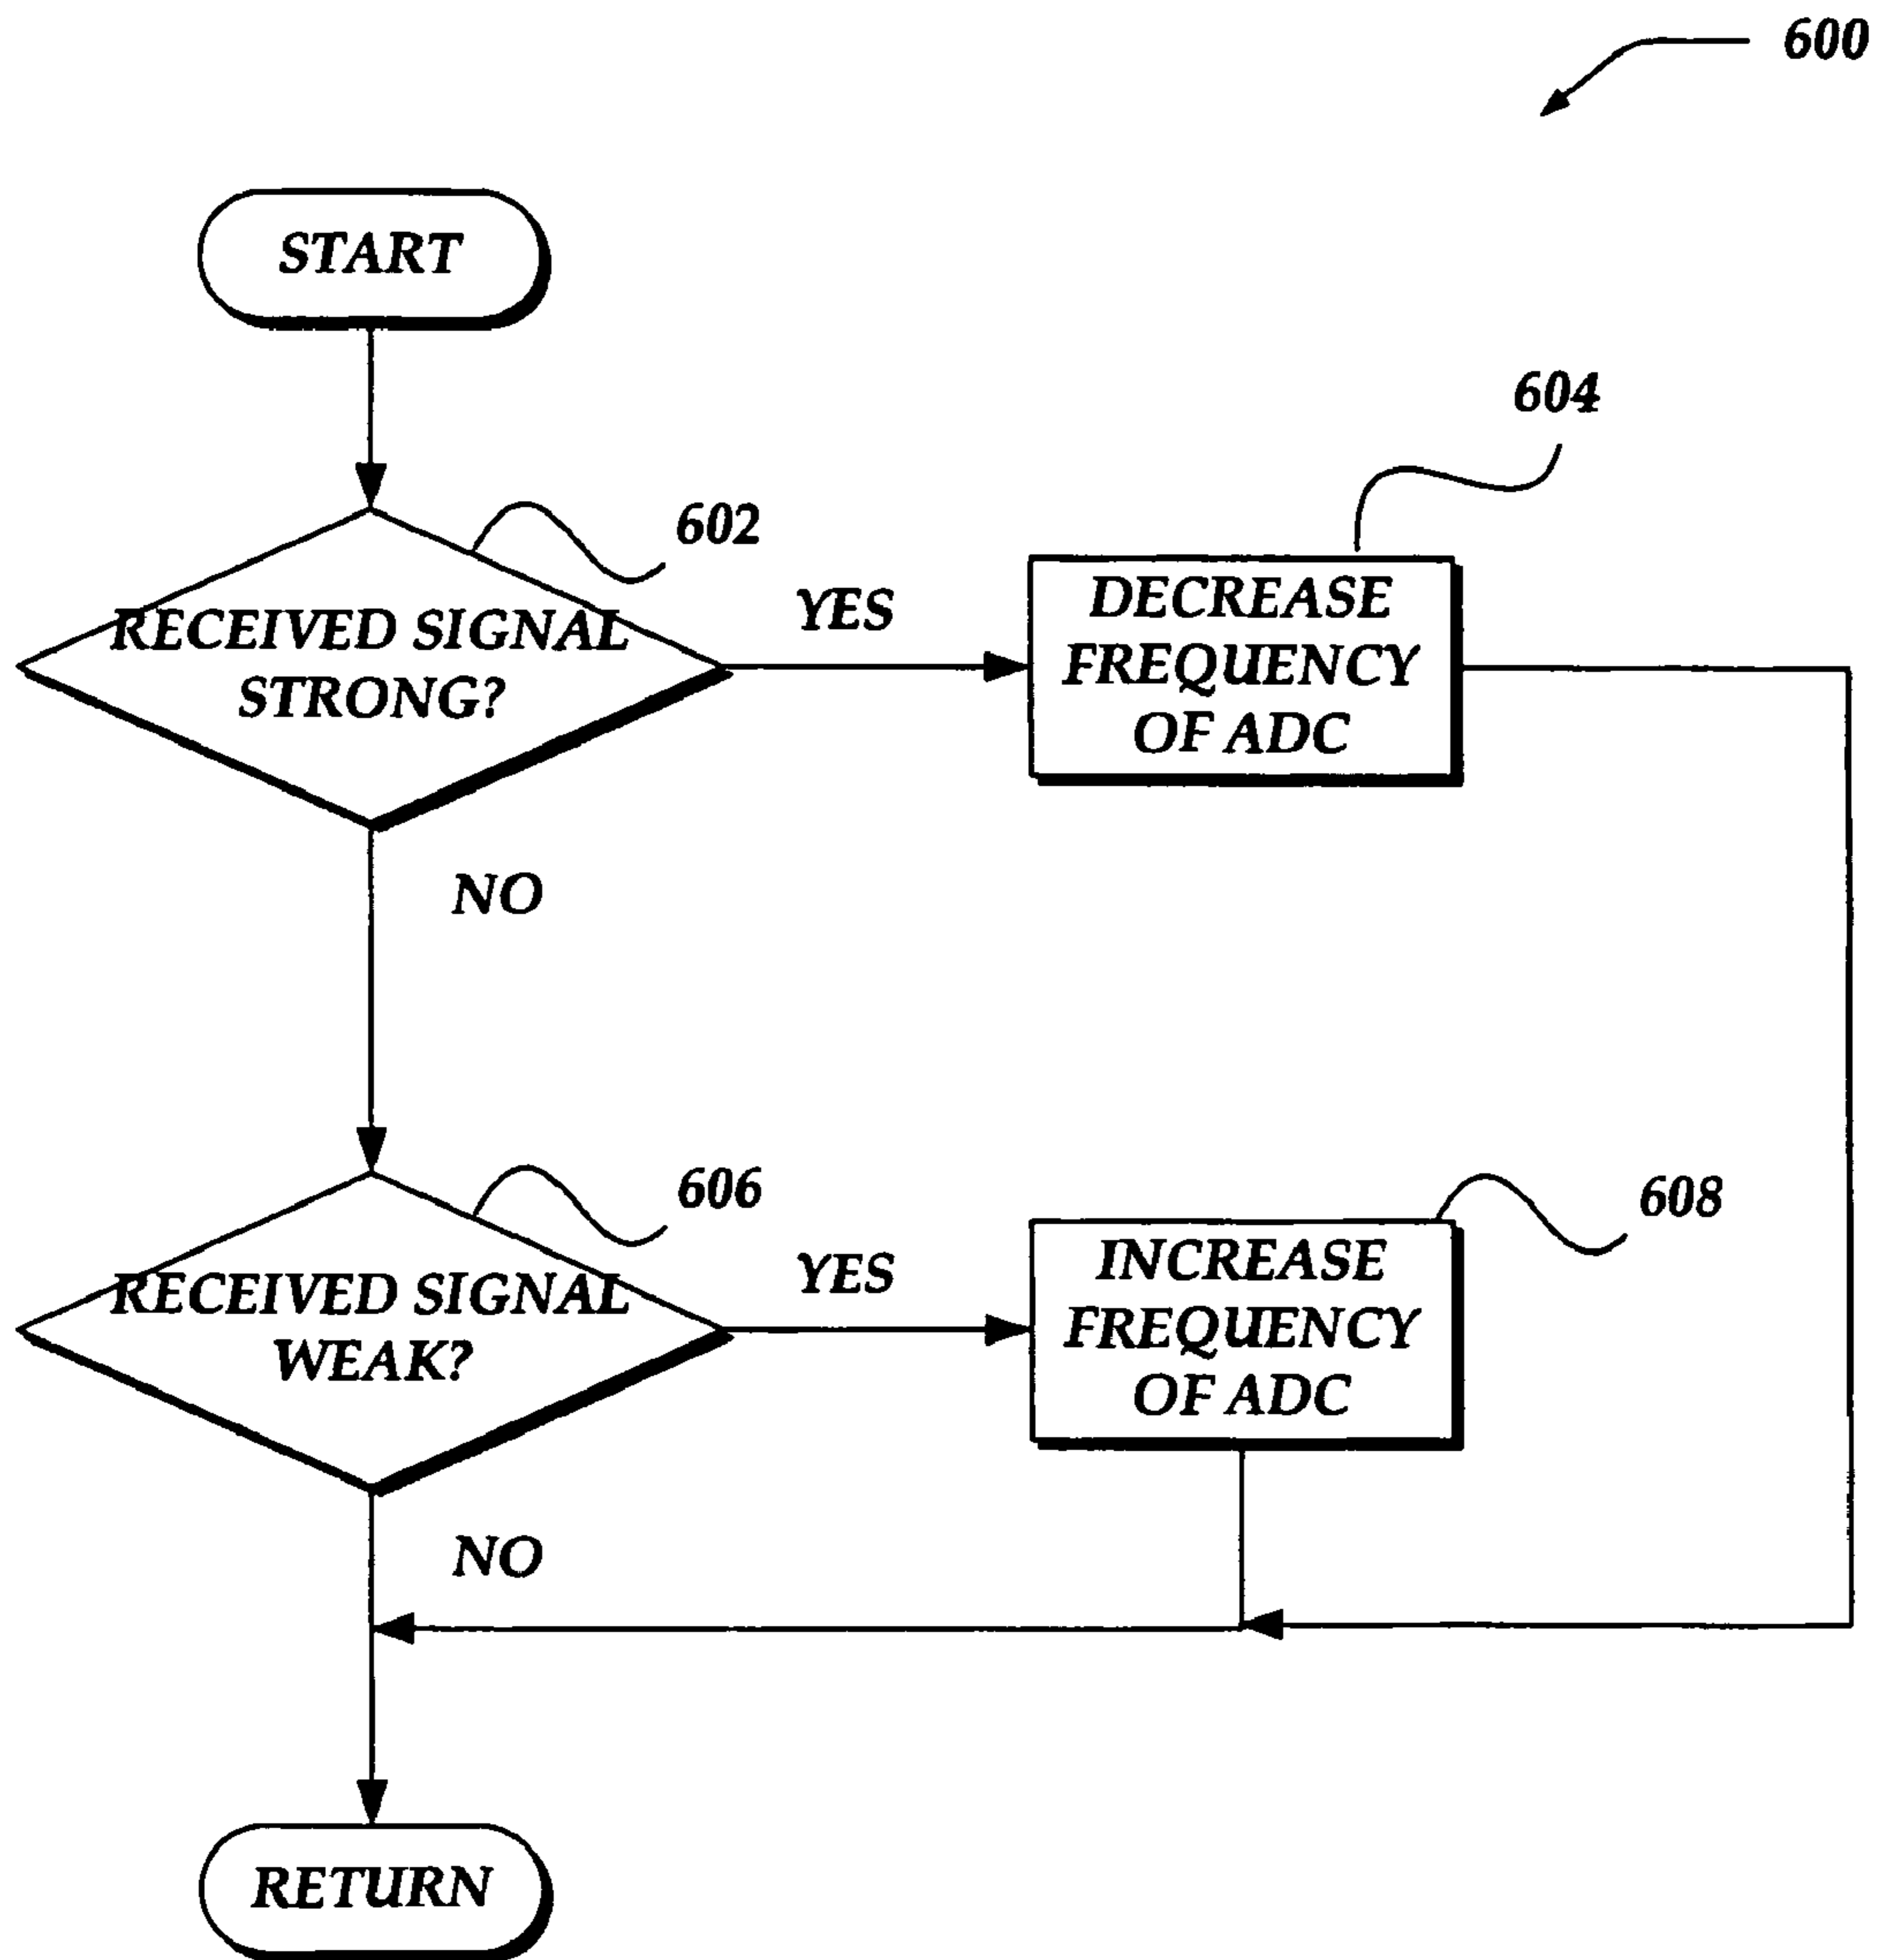 600
START
602
RECEIVED SIGNAL
STRONG?
YES
604
DECREASE
FREQUENCY
OF ADC
NO
606
RECEIVED SIGNAL
WEAK?
YES
608
INCREASE
FREQUENCY
OF ADC
NO
RETURN